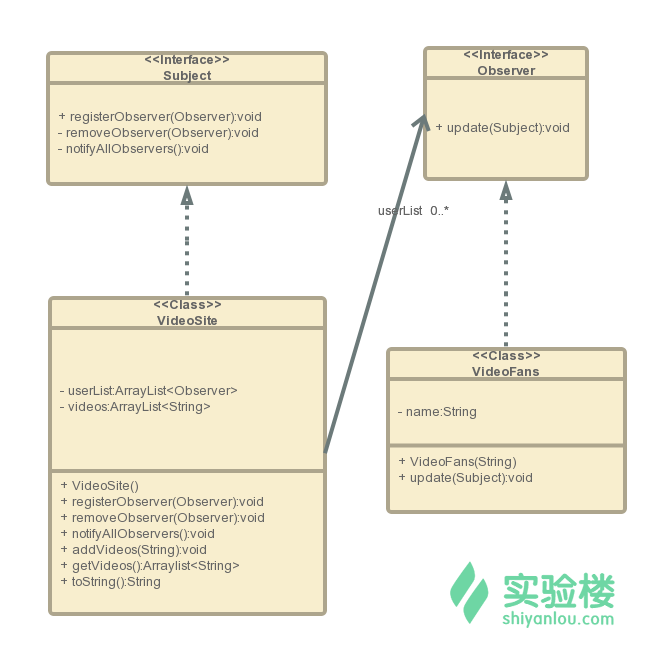 <<Interface>>
Subject
+ registerObserver(Observer):void
- removeObserver(Observer):void
- notifyAllObservers():void
<<Interface>>
Observer
+ update(Subject):void
userList 0..*
<<Class>>
VideoSite
- userList:ArrayList<Observer>
- videos:ArrayList<String>
+ VideoSite()
+ registerObserver(Observer):void
+ removeObserver(Observer):void
+ notifyAllObservers():void
+ addVideos(String):void
+ getVideos():Arraylist<String>
+ toString():String
<<Class>>
VideoFans
- name:String
+ VideoFans(String)
+ update(Subject):void
实验楼
shiyanlou.com